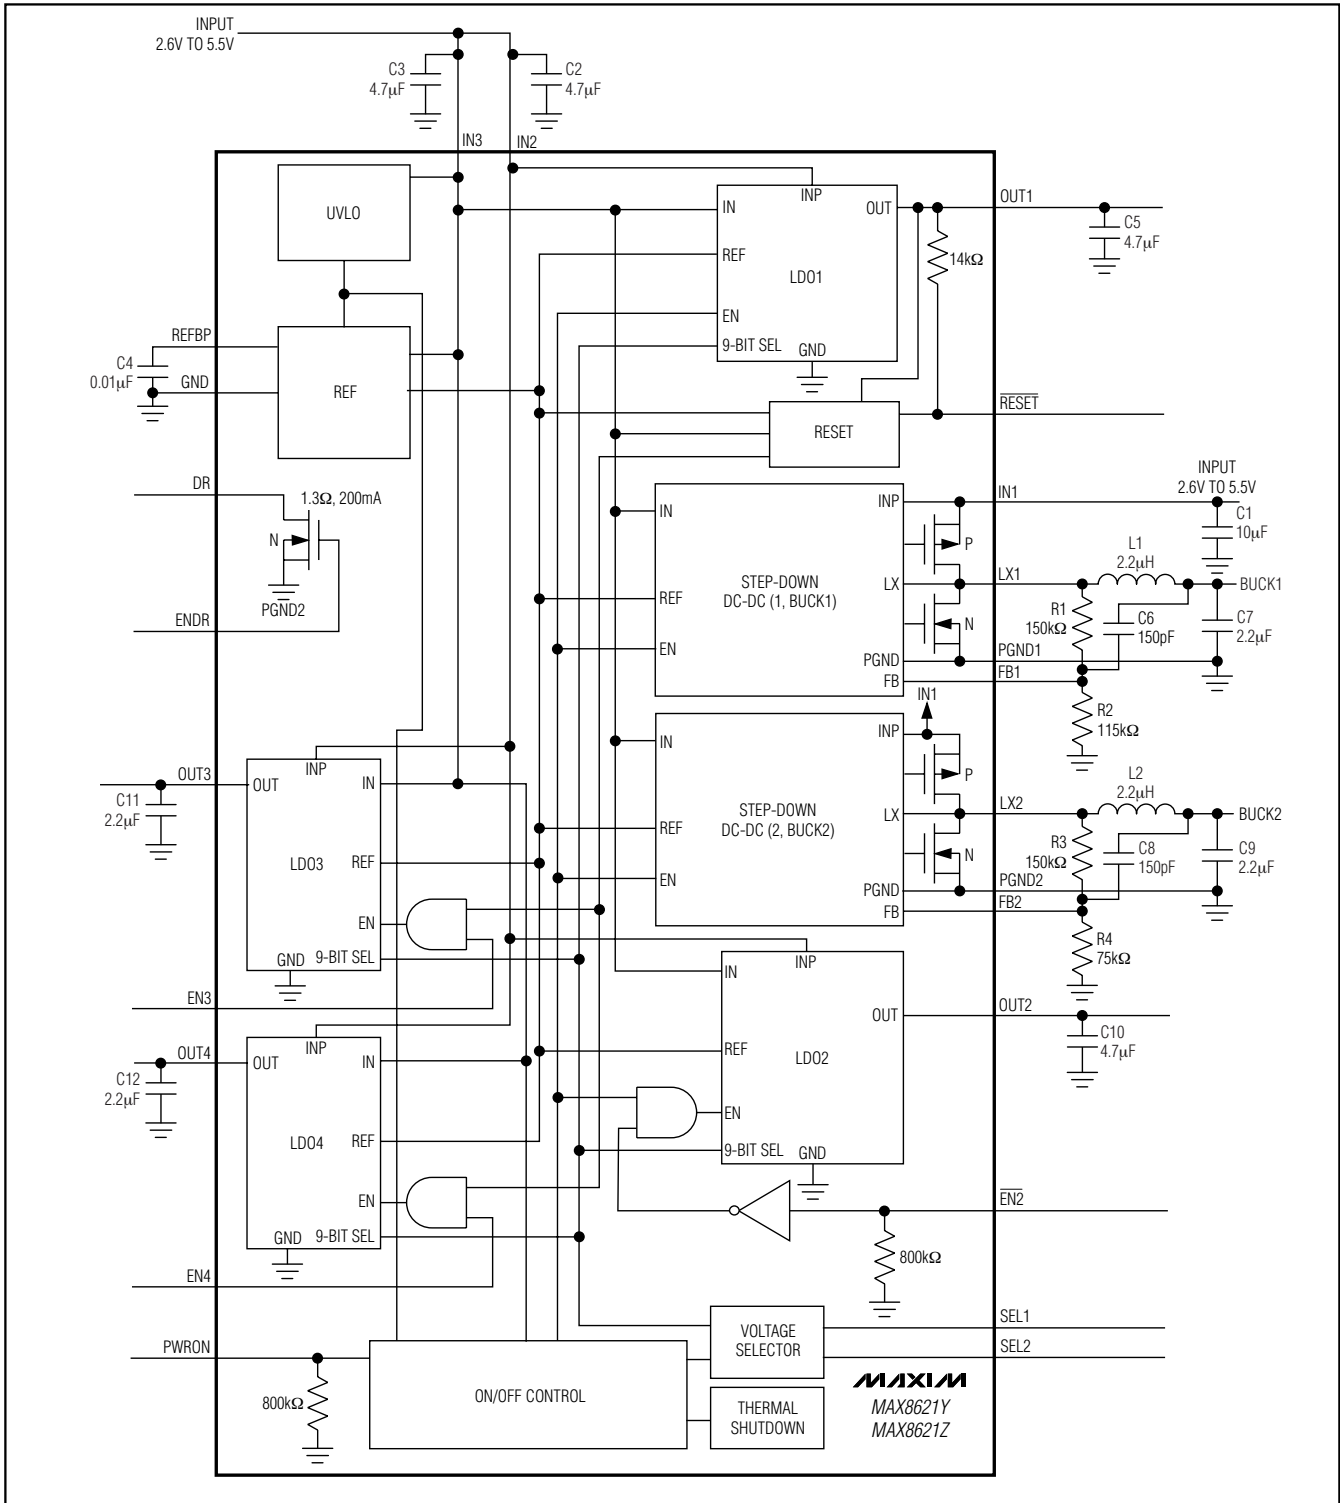 INPUT
2.6V TO 5.5V
C3
4.7µF
C2
4.7µF
IN3
IN2
UVLO
INP
IN
OUT
OUT1
C5
4.7µF
REF
14kΩ
LDO1
EN
9-BIT SEL
GND
REFBP
C4
0.01µF
GND
REF
RESET
RESET
DR
1.3Ω, 200mA
N
PGND2
ENDR
INPUT
2.6V TO 5.5V
IN1
C1
10µF
INP
IN
P
STEP-DOWN
DC-DC (1, BUCK1)
LX
LX1
L1
2.2µH
BUCK1
REF
R1
150kΩ
C6
150pF
C7
2.2µF
N
EN
PGND
PGND1
FB
FB1
R2
115kΩ
IN1
INP
IN
P
STEP-DOWN
DC-DC (2, BUCK2)
LX
LX2
L2
2.2µH
BUCK2
REF
R3
150kΩ
C8
150pF
C9
2.2µF
N
EN
PGND
PGND2
FB
FB2
R4
75kΩ
OUT3
C11
2.2µF
OUT
INP
IN
LDO3
REF
EN
GND
9-BIT SEL
EN3
INP
IN
OUT
OUT2
C10
4.7µF
REF
LDO2
EN
9-BIT SEL
GND
OUT4
C12
2.2µF
OUT
INP
IN
LDO4
REF
EN
GND
9-BIT SEL
EN4
EN2
800kΩ
PWRON
800kΩ
ON/OFF CONTROL
VOLTAGE
SELECTOR
SEL1
SEL2
THERMAL
SHUTDOWN
MAXIM
MAX8621Y
MAX8621Z